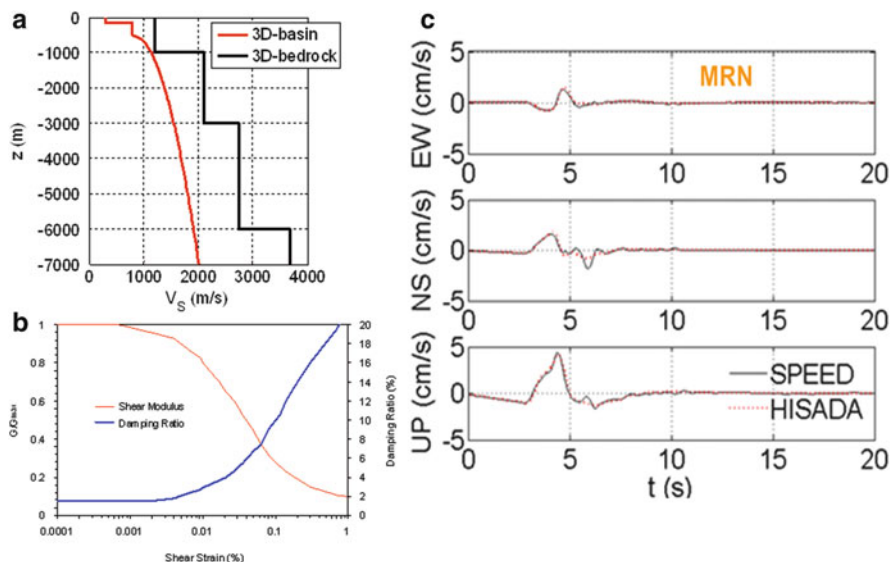 a
0
-1000
-2000
-3000
-4000
-5000
-6000
-7000
z (m)
3D-basin
3D-bedrock
0 1000 2000 3000 4000
VS (m/s)
b
1
0.8
0.6
0.4
0.2
0
Shear Modulus
Damping Ratio
20
18
16
14
12
10
8
6
4
2
0
Damping Ratio (%)
0.0001 0.001 0.01 0.1 1
Shear Strain (%)
c
MRN
EW (cm/s)
5
0
-5
0 5 10 15 20
NS (cm/s)
5
0
-5
0 5 10 15 20
UP (cm/s)
5
0
-5
SPEED
HISADA
0 5 10 15 20
t (s)